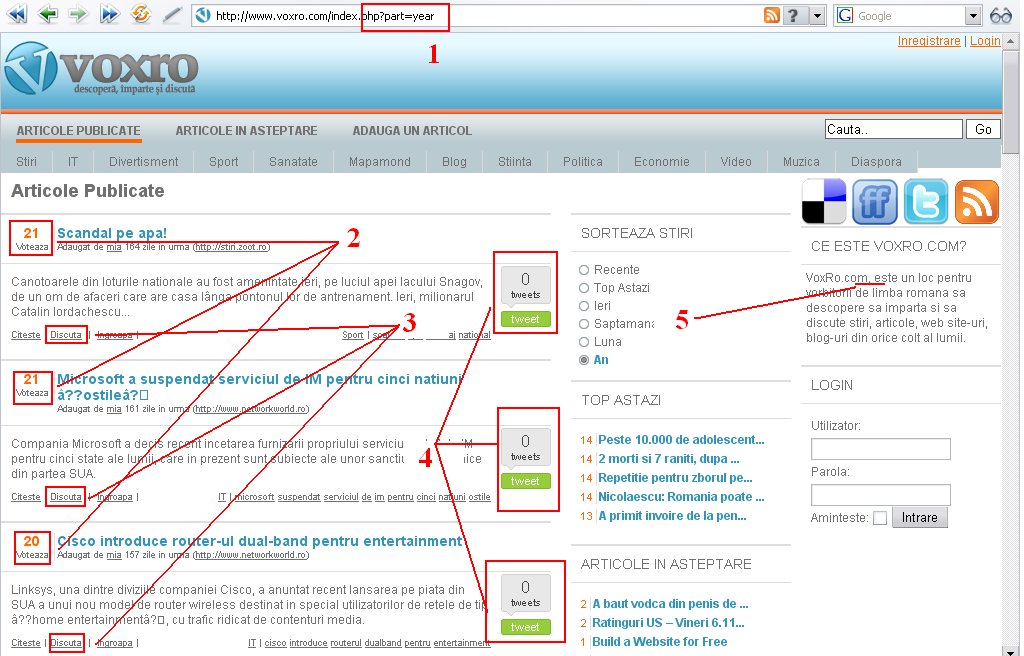 http://www.voxro.com/index.php?part=year
Google
1
Inregistrare | Login
voxro
descoperă, împarte și discută
ARTICOLE PUBLICATE
ARTICOLE IN ASTEPTARE
ADAUGA UN ARTICOL
Cauta..
Go
Stiri
IT
Divertisment
Sport
Sanatate
Mapamond
Blog
Stiinta
Politica
Economie
Video
Muzica
Diaspora
Articole Publicate
21
Voteaza
Scandal pe apa!
Adaugat de mia 164 zile in urma (http://stiri.zoot.ro)
2
Canotoarele din loturile nationale au fost amenintate ieri, pe luciul apei lacului Snagov,
de un om de afaceri care are casa lânga pontonul lor de antrenament. Ieri, milionarul
Catalin Iordachescu...
0
tweets
tweet
Citeste | Discuta | Ingroapa |
Sport |
national
3
21
Voteaza
Microsoft a suspendat serviciul de IM pentru cinci natiuni
â??ostileâ?
Adaugat de mia 161 zile in urma (http://www.networkworld.ro)
Compania Microsoft a decis recent incetarea furnizarii propriului serviciu
pentru cinci state ale lumii, care in prezent sunt subiecte ale unor sanctiu
din partea SUA.
4
0
tweets
tweet
Citeste | Discuta | Ingroapa |
IT | microsoft suspendat serviciul de im pentru cinci natiuni ostile
20
Voteaza
Cisco introduce router-ul dual-band pentru entertainment
Adaugat de mia 157 zile in urma (http://www.networkworld.ro)
Linksys, una dintre diviziile companiei Cisco, a anuntat recent lansarea pe piata din
SUA a unui nou model de router wireless destinat in special utilizatorilor de retele de tip
â??home entertainmentâ?, cu trafic ridicat de continuturi media.
0
tweets
tweet
Citeste | Discuta | Ingroapa |
IT | cisco introduce routerul dualband pentru entertainment
SORTEAZA STIRI
Recente
Top Astazi
Ieri
Saptamana
Luna
An
5
TOP ASTAZI
14 Peste 10.000 de adolescent...
14 2 morti si 7 raniti, dupa ...
14 Repetitie pentru zborul pe...
14 Nicolaescu: Romania poate ...
13 A primit invoire de la pen...
ARTICOLE IN ASTEPTARE
2 A baut vodca din penis de ...
2 Ratinguri US – Vineri 6.11...
1 Build a Website for Free
CE ESTE VOXRO.COM?
VoxRo.com, este un loc pentru
vorbitorii de limba romana sa
descopere sa imparta si sa
discute stiri, articole, web site-uri,
blog-uri din orice colt al lumii.
LOGIN
Utilizator:
Parola:
Aminteste:
Intrare